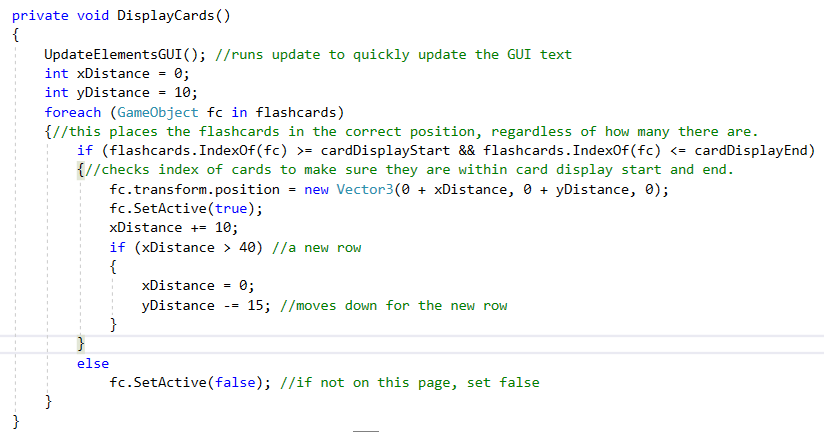 private void DisplayCards()
{
    UpdateElementsGUI(); //runs update to quickly update the GUI text
    int xDistance = 0;
    int yDistance = 10;
    foreach (GameObject fc in flashcards)
    {//this places the flashcards in the correct position, regardless of how many there are.
        if (flashcards.IndexOf(fc) >= cardDisplayStart && flashcards.IndexOf(fc) <= cardDisplayEnd)
        {//checks index of cards to make sure they are within card display start and end.
            fc.transform.position = new Vector3(0 + xDistance, 0 + yDistance, 0);
            fc.SetActive(true);
            xDistance += 10;
            if (xDistance > 40) //a new row
            {
                xDistance = 0;
                yDistance -= 15; //moves down for the new row
            }
        }
        else
            fc.SetActive(false); //if not on this page, set false
    }
}